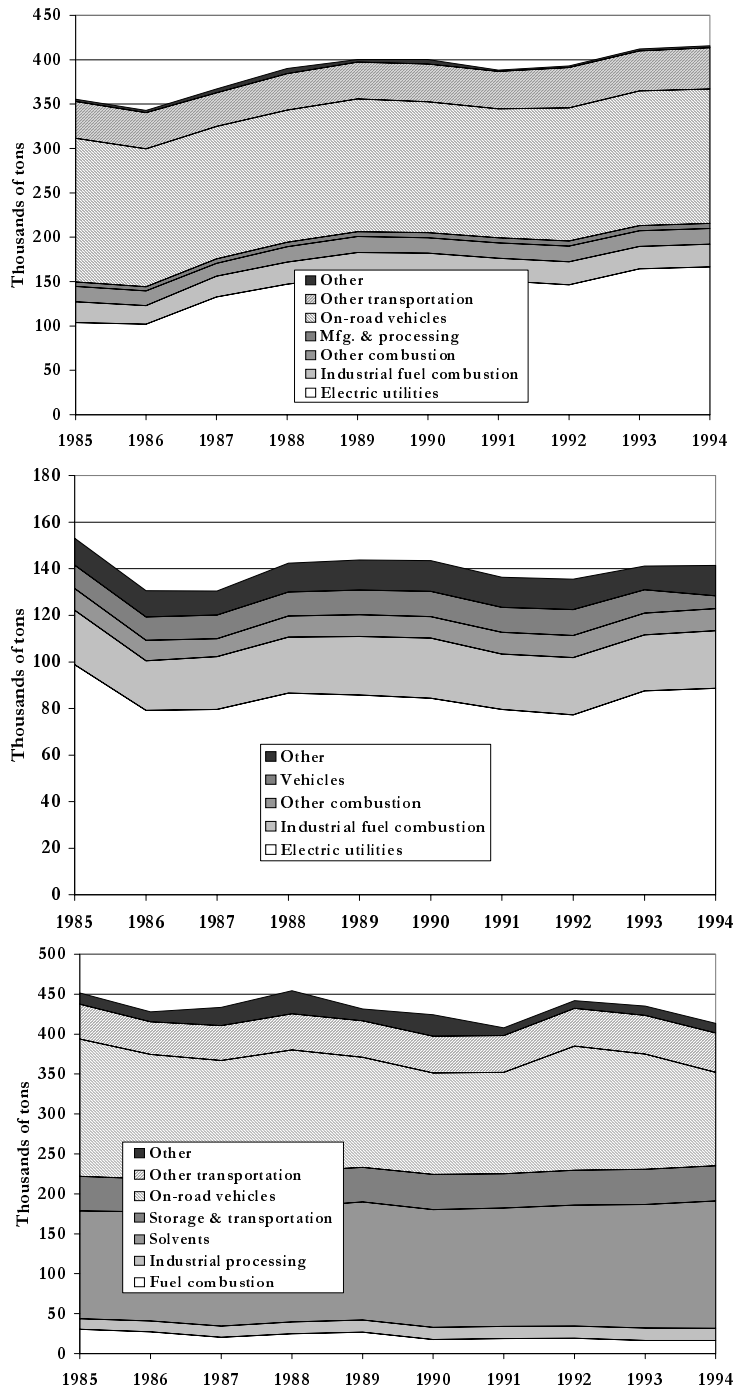 450
400
350
300
250
200
150
100
50
0
Thousands of tons
Other
Other transportation
On-road vehicles
Mfg. & processing
Other combustion
Industrial fuel combustion
Electric utilities
1985 1986 1987 1988 1989 1990 1991 1992 1993 1994
180
160
140
120
100
80
60
40
20
0
Thousands of tons
Other
Vehicles
Other combustion
Industrial fuel combustion
Electric utilities
1985 1986 1987 1988 1989 1990 1991 1992 1993 1994
500
450
400
350
300
250
200
150
100
50
0
Thousands of tons
Other
Other transportation
On-road vehicles
Storage & transportation
Solvents
Industrial processing
Fuel combustion
1985 1986 1987 1988 1989 1990 1991 1992 1993 1994